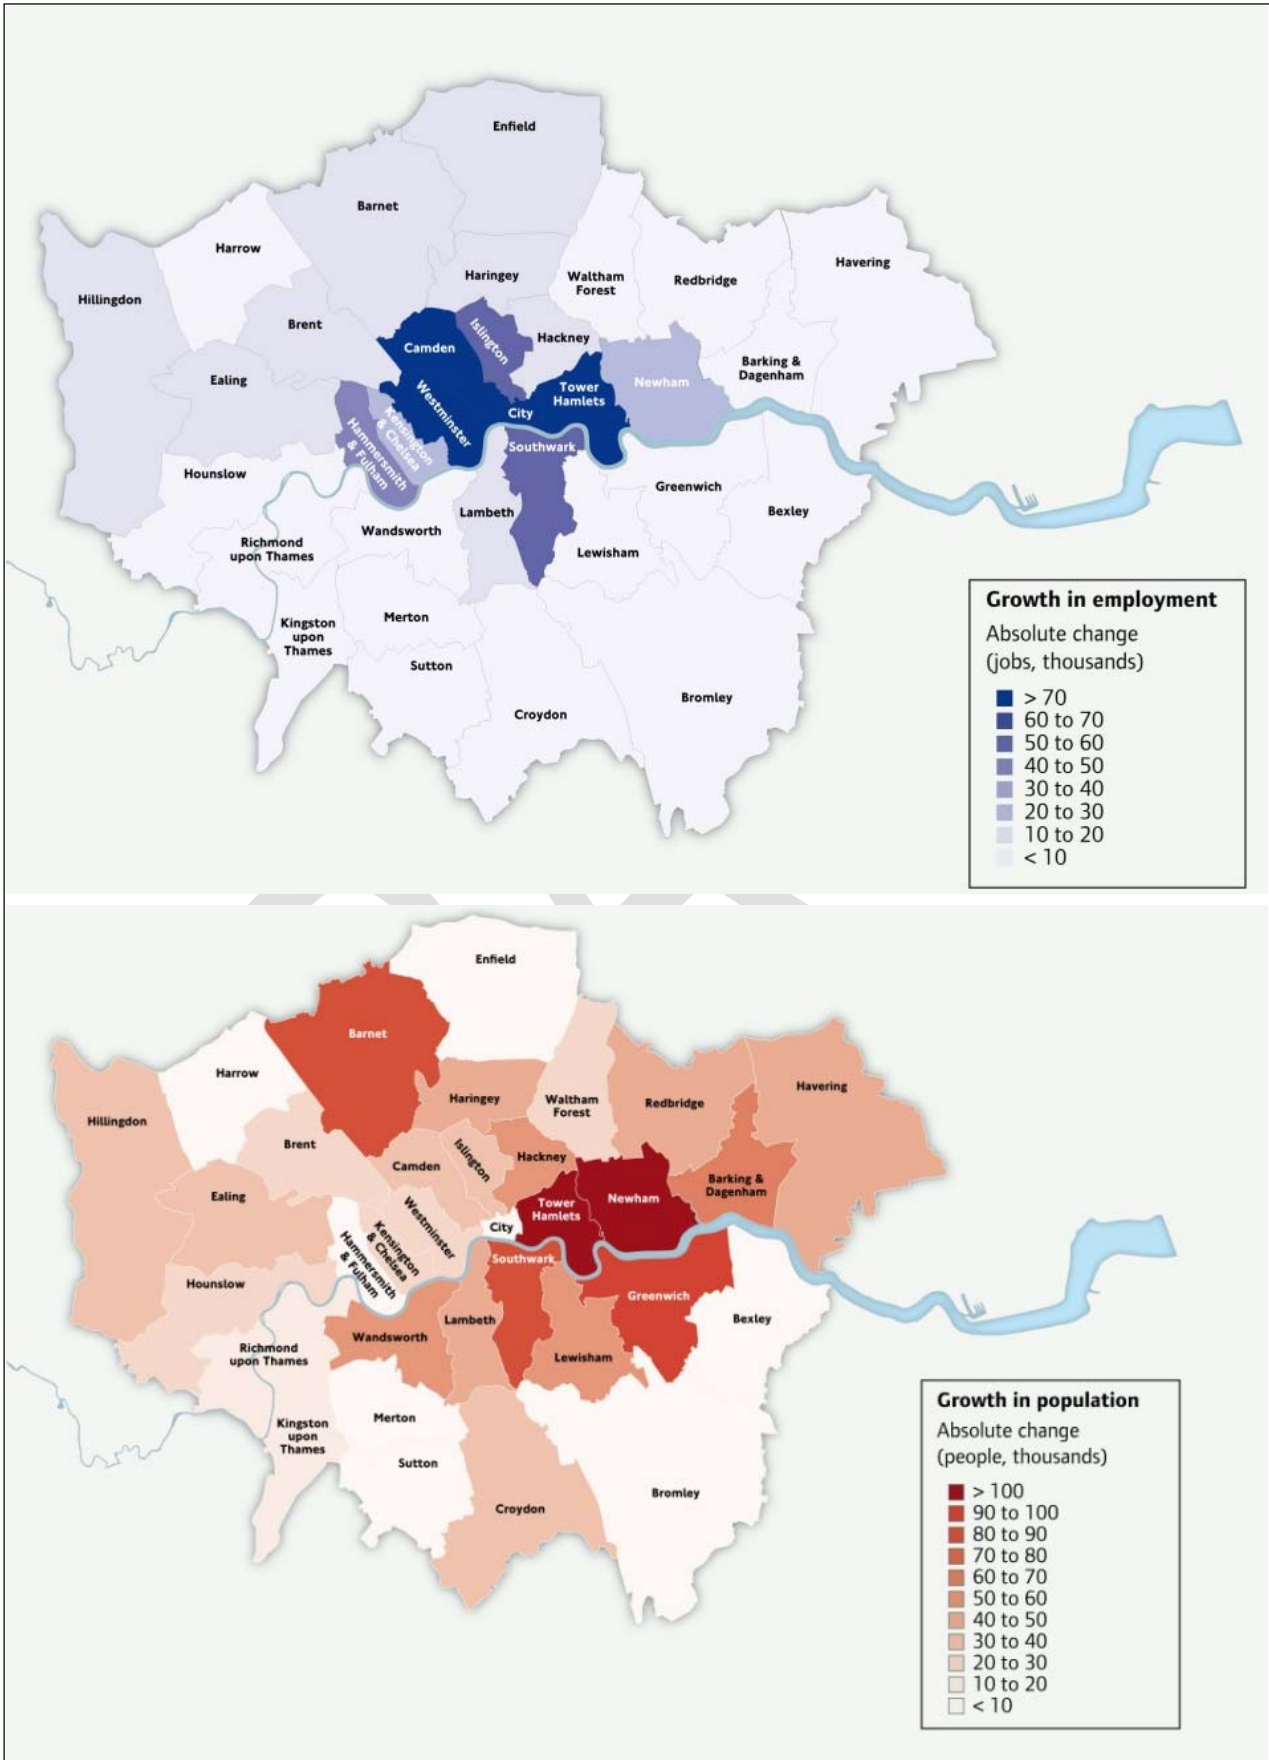 Enfield
Barnet
Harrow
Havering
Haringey
Waltham
Forest
Redbridge
Hillingdon
Brent
Islington
Hackney
Camden
Barking &
Dagenham
Ealing
Newham
Tower
Hamlets
Westminster
City
Kensington
& Chelsea
Hammersmith
& Fulham
Southwark
Hounslow
Greenwich
Lambeth
Bexley
Wandsworth
Richmond
upon Thames
Lewisham
Kingston
upon
Thames
Merton
Sutton
Bromley
Croydon
Growth in employment
Absolute change
(jobs, thousands)
> 70
60 to 70
50 to 60
40 to 50
30 to 40
20 to 30
10 to 20
< 10
Enfield
Barnet
Harrow
Havering
Haringey
Waltham
Forest
Redbridge
Hillingdon
Brent
Islington
Hackney
Camden
Barking &
Dagenham
Ealing
Newham
Tower
Hamlets
Westminster
City
Kensington
& Chelsea
Hammersmith
& Fulham
Southwark
Hounslow
Greenwich
Lambeth
Bexley
Wandsworth
Richmond
upon Thames
Lewisham
Kingston
upon
Thames
Merton
Sutton
Bromley
Croydon
Growth in population
Absolute change
(people, thousands)
> 100
90 to 100
80 to 90
70 to 80
60 to 70
50 to 60
40 to 50
30 to 40
20 to 30
10 to 20
< 10